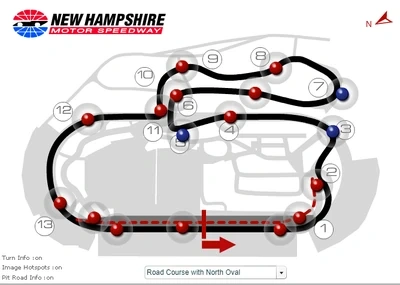 NEW HAMPSHIRE
MOTOR SPEEDWAY
N
9
8
10
7
6
12
11
5
4
3
2
13
1
Turn Info :on
Image Hotspots :on
Pit Road Info :on
Road Course with North Oval